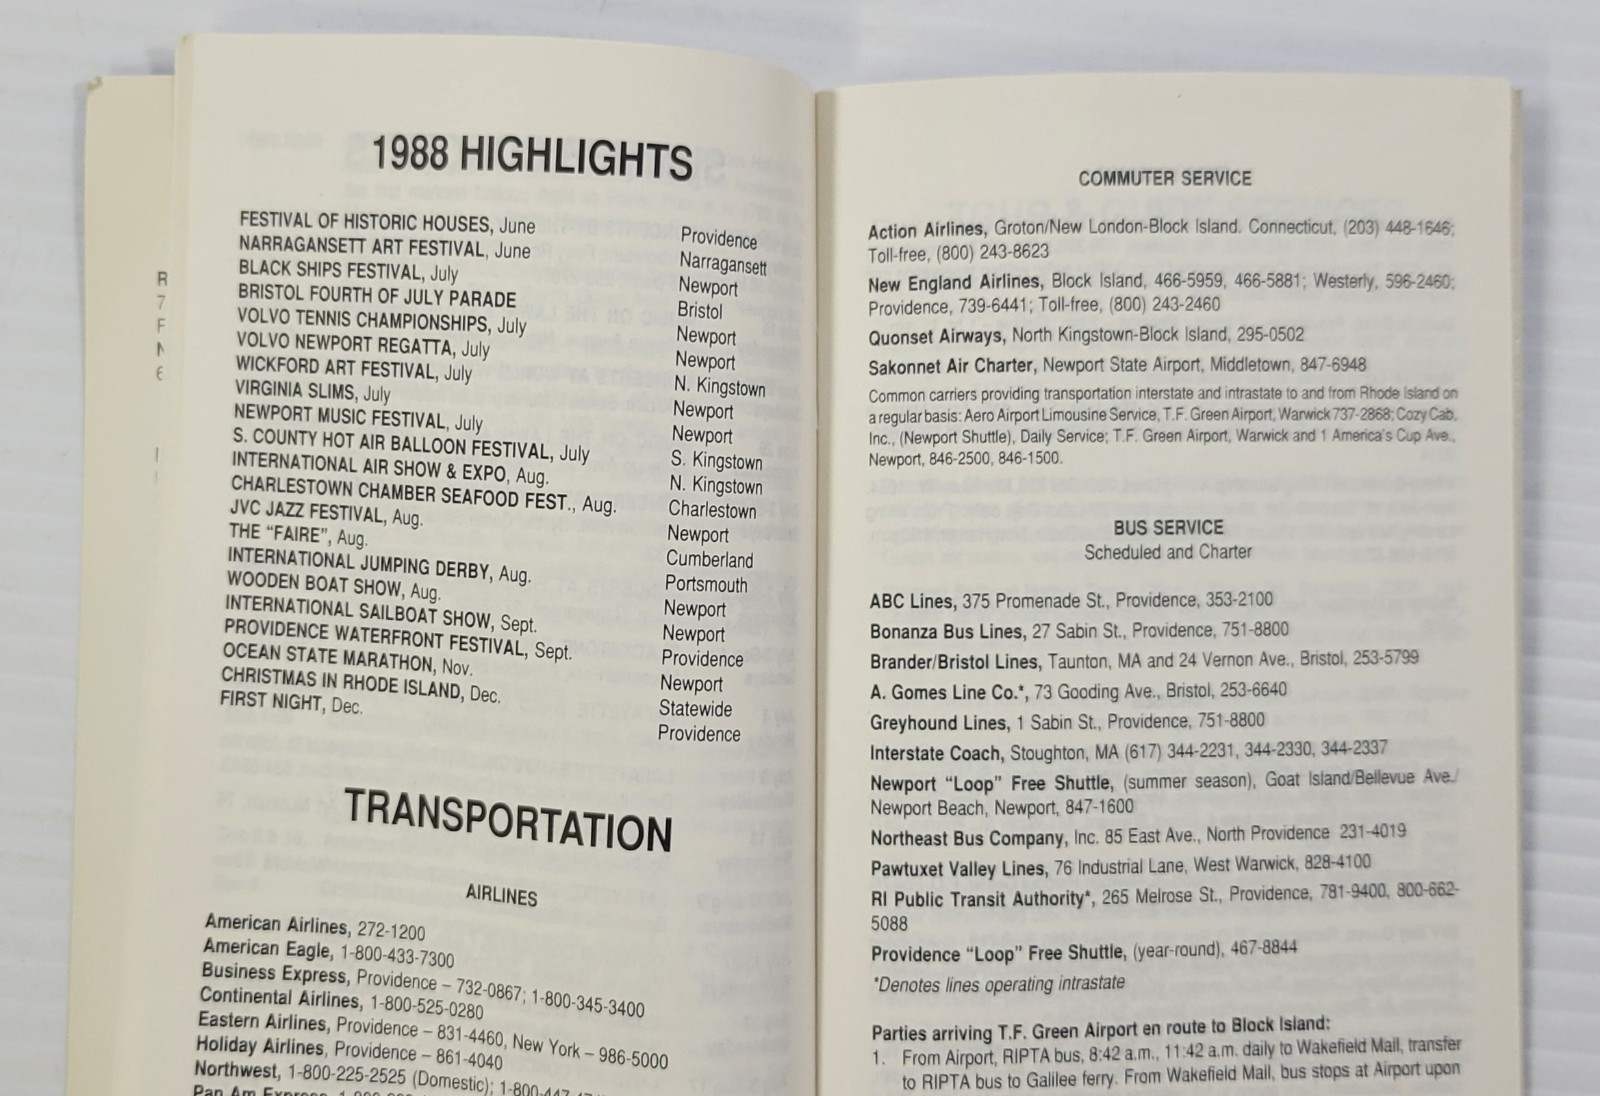 1988 HIGHLIGHTS
FESTIVAL OF HISTORIC HOUSES, June Providence
NARRAGANSETT ART FESTIVAL, June Narragansett
BLACK SHIPS FESTIVAL, July Newport
BRISTOL FOURTH OF JULY PARADE Bristol
VOLVO TENNIS CHAMPIONSHIPS, July Newport
VOLVO NEWPORT REGATTA, July Newport
WICKFORD ART FESTIVAL, July N. Kingstown
VIRGINIA SLIMS, July Newport
NEWPORT MUSIC FESTIVAL, July Newport
S. COUNTY HOT AIR BALLOON FESTIVAL, July S. Kingstown
INTERNATIONAL AIR SHOW & EXPO, Aug. N. Kingstown
CHARLESTOWN CHAMBER SEAFOOD FEST., Aug. Charlestown
JVC JAZZ FESTIVAL, Aug. Newport
THE "FAIRE", Aug. Cumberland
INTERNATIONAL JUMPING DERBY, Aug. Portsmouth
WOODEN BOAT SHOW, Aug. Newport
INTERNATIONAL SAILBOAT SHOW, Sept. Newport
PROVIDENCE WATERFRONT FESTIVAL, Sept. Providence
OCEAN STATE MARATHON, Nov. Newport
CHRISTMAS IN RHODE ISLAND, Dec. Statewide
FIRST NIGHT, Dec. Providence
TRANSPORTATION
AIRLINES
American Airlines, 272-1200
American Eagle, 1-800-433-7300
Business Express, Providence – 732-0867; 1-800-345-3400
Continental Airlines, 1-800-525-0280
Eastern Airlines, Providence – 831-4460, New York – 986-5000
Holiday Airlines, Providence – 861-4040
Northwest, 1-800-225-2525 (Domestic); 1-800-447-
Pan Am Express,
COMMUTER SERVICE
Action Airlines, Groton/New London-Block Island. Connecticut, (203) 448-1646;
Toll-free, (800) 243-8623
New England Airlines, Block Island, 466-5959, 466-5881; Westerly, 596-2460;
Providence, 739-6441; Toll-free, (800) 243-2460
Quonset Airways, North Kingstown-Block Island, 295-0502
Sakonnet Air Charter, Newport State Airport, Middletown, 847-6948
Common carriers providing transportation interstate and intrastate to and from Rhode Island on
a regular basis: Aero Airport Limousine Service, T.F. Green Airport, Warwick 737-2868; Cozy Cab,
Inc., (Newport Shuttle), Daily Service; T.F. Green Airport, Warwick and 1 America's Cup Ave.,
Newport, 846-2500, 846-1500.
BUS SERVICE
Scheduled and Charter
ABC Lines, 375 Promenade St., Providence, 353-2100
Bonanza Bus Lines, 27 Sabin St., Providence, 751-8800
Brander/Bristol Lines, Taunton, MA and 24 Vernon Ave., Bristol, 253-5799
A. Gomes Line Co.*, 73 Gooding Ave., Bristol, 253-6640
Greyhound Lines, 1 Sabin St., Providence, 751-8800
Interstate Coach, Stoughton, MA (617) 344-2231, 344-2330, 344-2337
Newport "Loop" Free Shuttle, (summer season), Goat Island/Bellevue Ave./
Newport Beach, Newport, 847-1600
Northeast Bus Company, Inc. 85 East Ave., North Providence 231-4019
Pawtuxet Valley Lines, 76 Industrial Lane, West Warwick, 828-4100
RI Public Transit Authority*, 265 Melrose St., Providence, 781-9400, 800-662-
5088
Providence "Loop" Free Shuttle, (year-round), 467-8844
*Denotes lines operating intrastate
Parties arriving T.F. Green Airport en route to Block Island:
1. From Airport, RIPTA bus, 8:42 a.m., 11:42 a.m. daily to Wakefield Mall, transfer
to RIPTA bus to Galilee ferry. From Wakefield Mall, bus stops at Airport upon